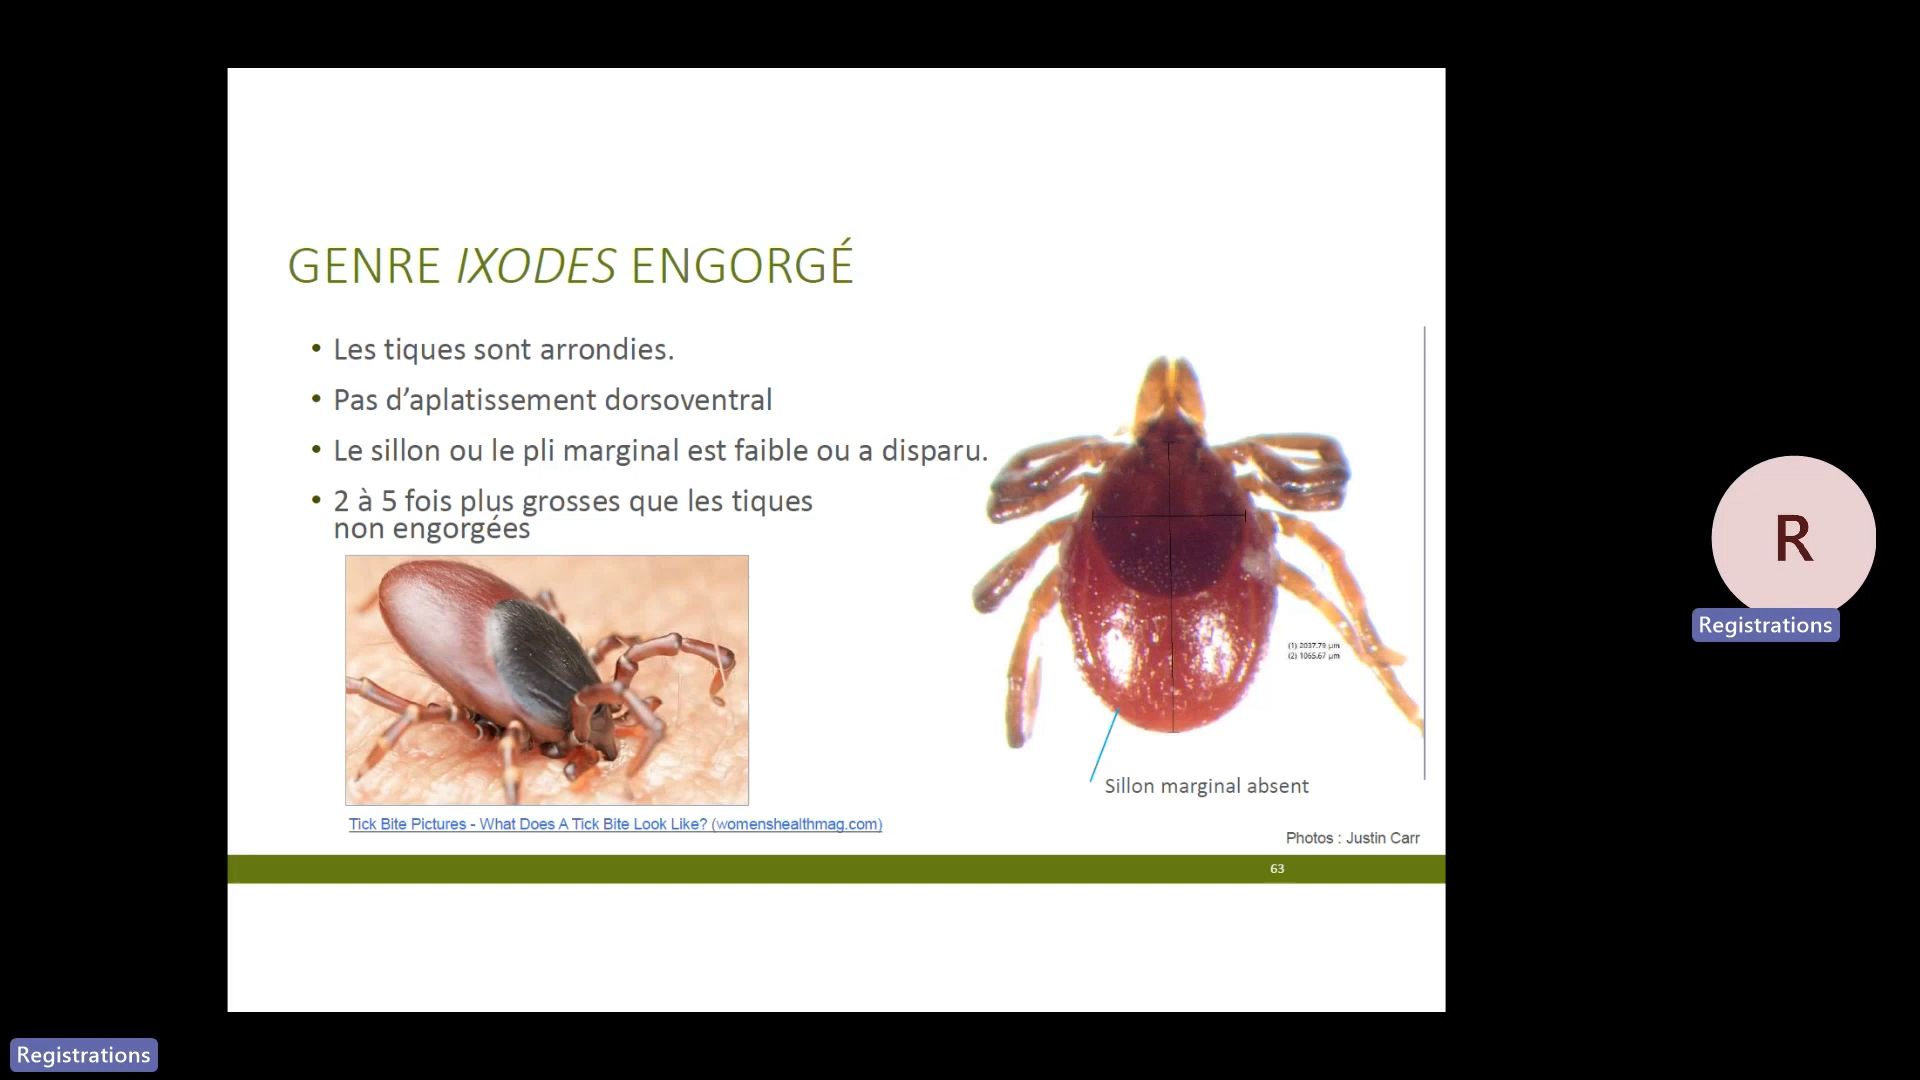 GENRE IXODES ENGORGÉ
• Les tiques sont arrondies.
• Pas d’aplatissement dorsoventral
• Le sillon ou le pli marginal est faible ou a disparu.
• 2 à 5 fois plus grosses que les tiques
non engorgées
(1) 2037.79 µm
(2) 1065.67 µm
Sillon marginal absent
Tick Bite Pictures - What Does A Tick Bite Look Like? (womenshealthmag.com)
Photos : Justin Carr
63
R
Registrations
Registrations